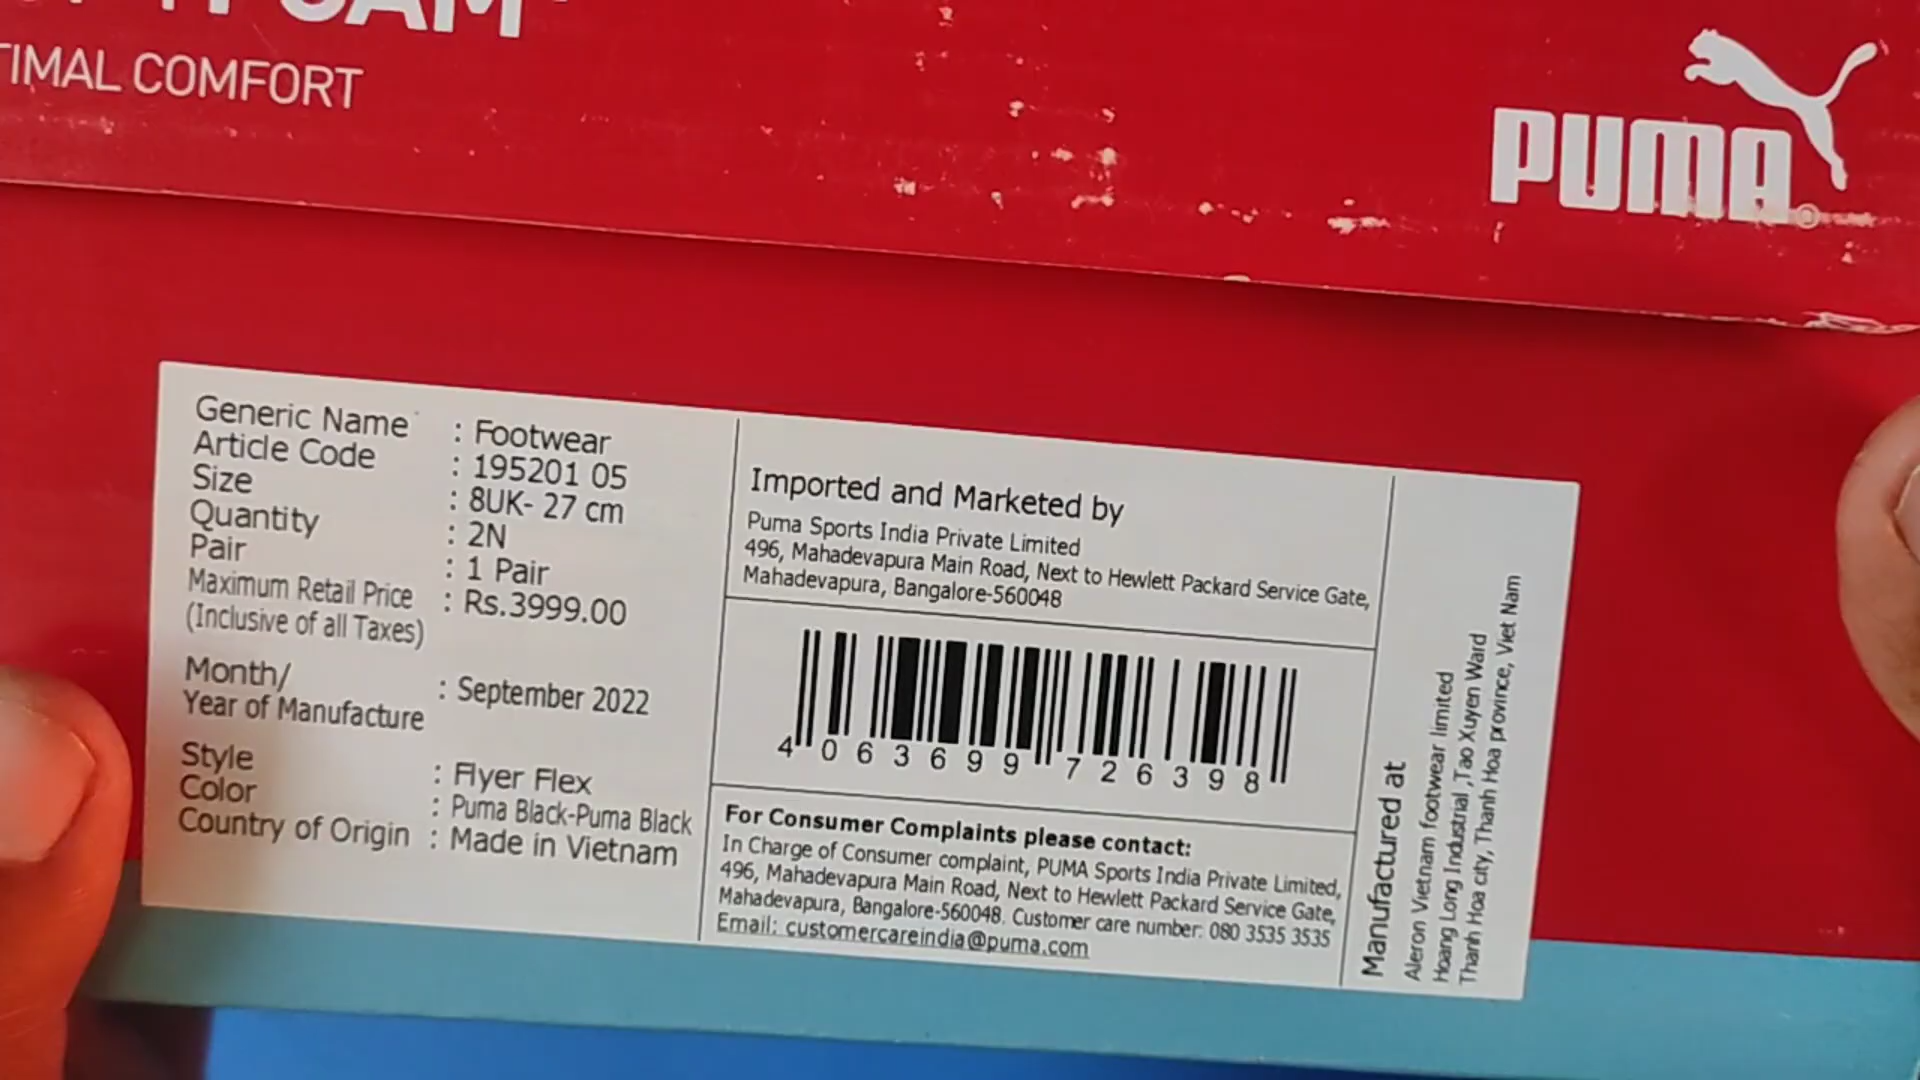 FOAM
TIMAL COMFORT
PUMA
Generic Name : Footwear
Article Code : 195201 05
Size : 8UK- 27 cm
Quantity : 2N
Pair : 1 Pair
Maximum Retail Price : Rs.3999.00
(Inclusive of all Taxes)
Month/
Year of Manufacture : September 2022
Style : Flyer Flex
Color : Puma Black-Puma Black
Country of Origin : Made in Vietnam
Imported and Marketed by
Puma Sports India Private Limited
496, Mahadevapura Main Road, Next to Hewlett Packard Service Gate,
Mahadevapura, Bangalore-560048
4 063699 726398
For Consumer Complaints please contact:
In Charge of Consumer complaint, PUMA Sports India Private Limited,
496, Mahadevapura Main Road, Next to Hewlett Packard Service Gate,
Mahadevapura, Bangalore-560048. Customer care number: 080 3535 3535
Email: customercareindia@puma.com
Manufactured at
Aleron Vietnam footwear limited
Hoang Long Industrial ,Tao Xuyen Ward
Thanh Hoa city, Thanh Hoa province, Viet Nam